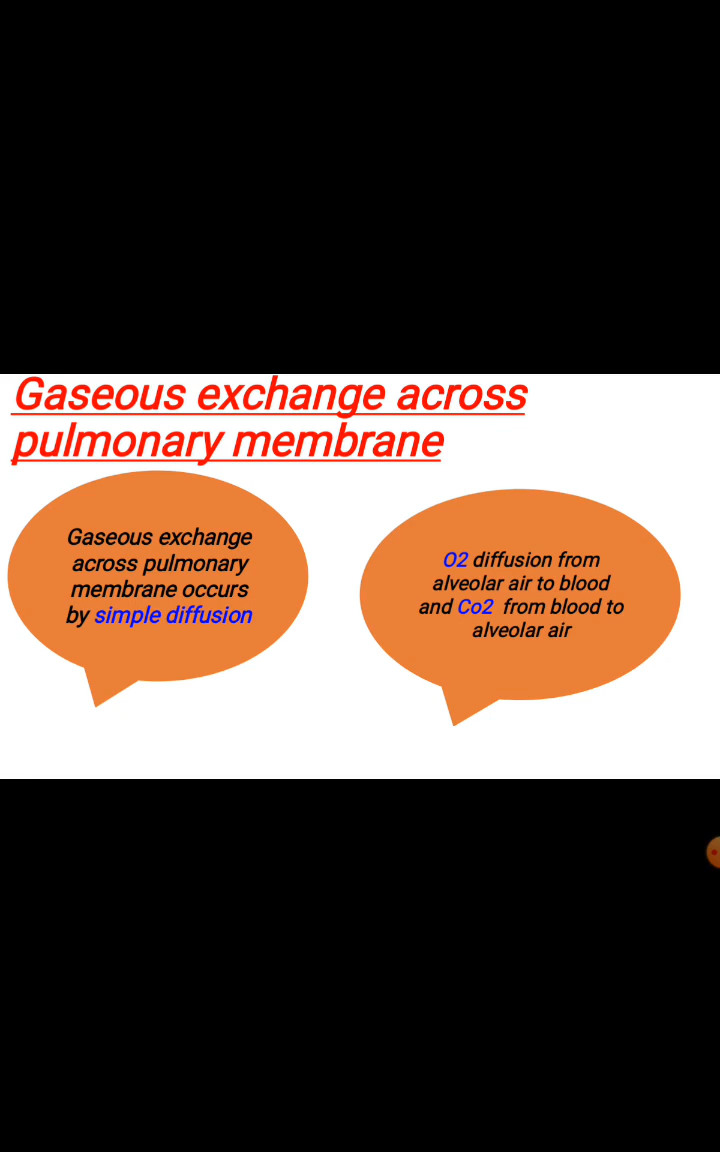 Gaseous exchange across
pulmonary membrane
Gaseous exchange
across pulmonary
membrane occurs
by simple diffusion
O2 diffusion from
alveolar air to blood
and Co2 from blood to
alveolar air